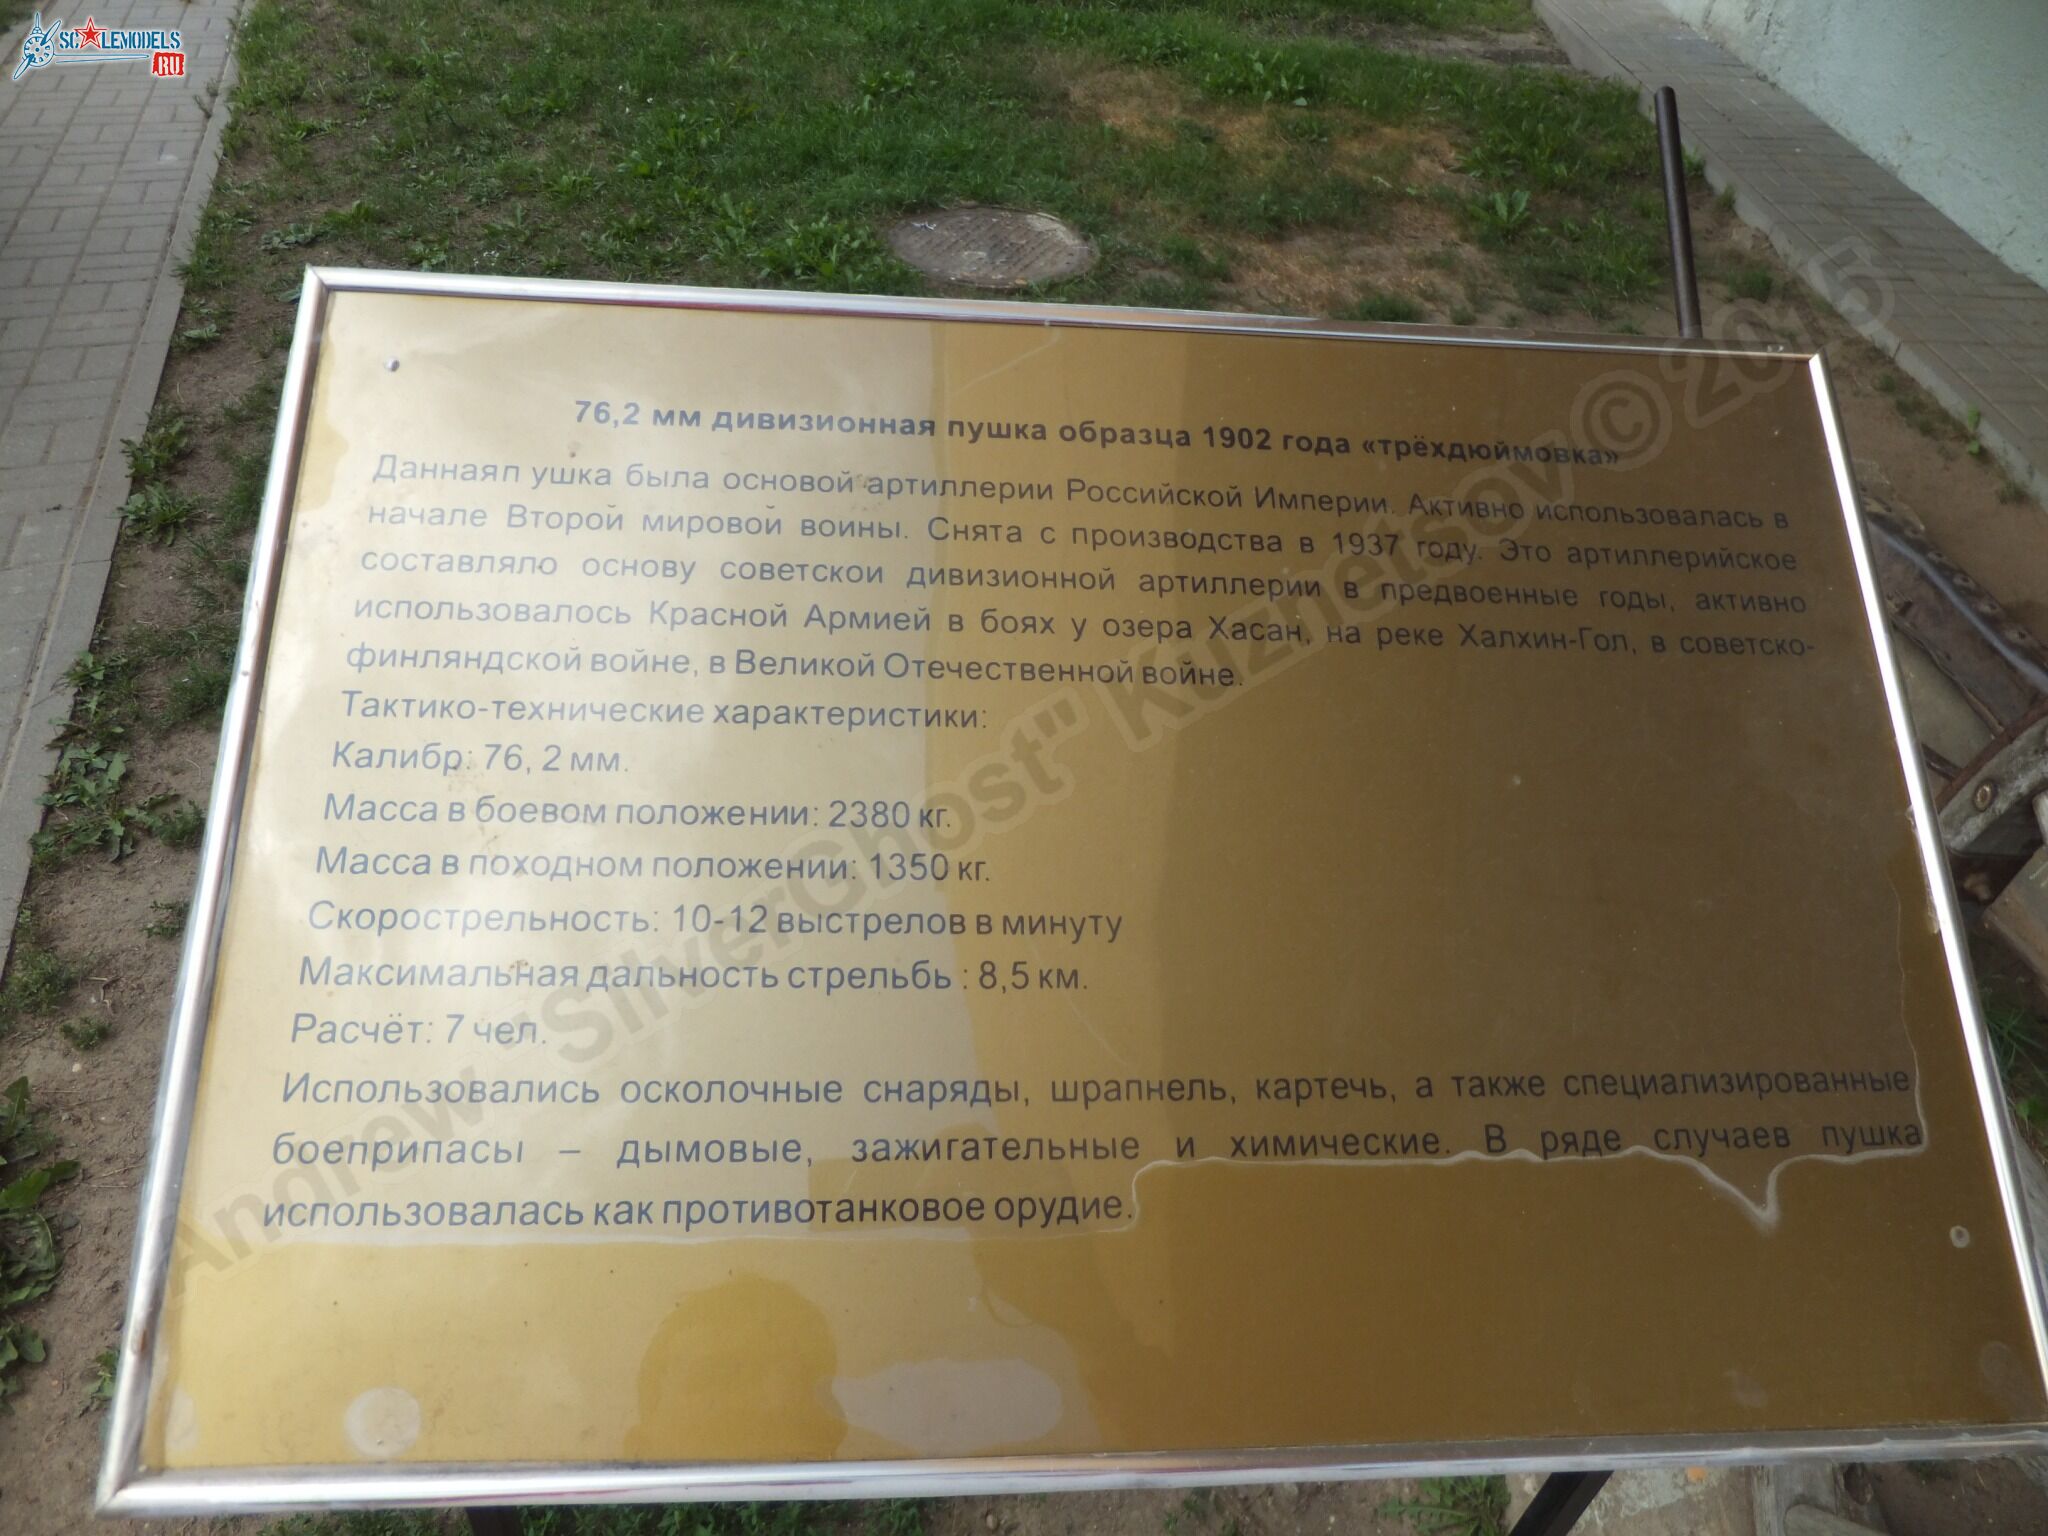 SCALEMODELS
RU
76,2 мм дивизионная пушка образца 1902 года «трёхдюймовка»
Даннаяп ушка была основой артиллерии Российской Империи. Активно использовалась в
начале Второй мировой воины. Снята с производства в 1937 году. Это артиллерийское
составляло основу советскои дивизионной артиллерии в предвоенные годы, активно
использовалось Красной Армией в боях у озера Хасан, на реке Халхин-Гол, в советско-
финляндской войне, в Великой Отечественной войне.
Тактико-технические характеристики:
Калибр: 76, 2 мм.
Масса в боевом положении: 2380 кг.
Масса в походном положении: 1350 кг.
Скорострельность: 10-12 выстрелов в минуту
Максимальная дальность стрельбь : 8,5 км.
Расчёт: 7 чел.
Использовались осколочные снаряды, шрапнель, картечь, а также специализированные
боеприпасы – дымовые, зажигательные и химические. В ряде случаев пушка
использовалась как противотанковое орудие.
Andrew "SilverGhost" Kuznetsov © 2015